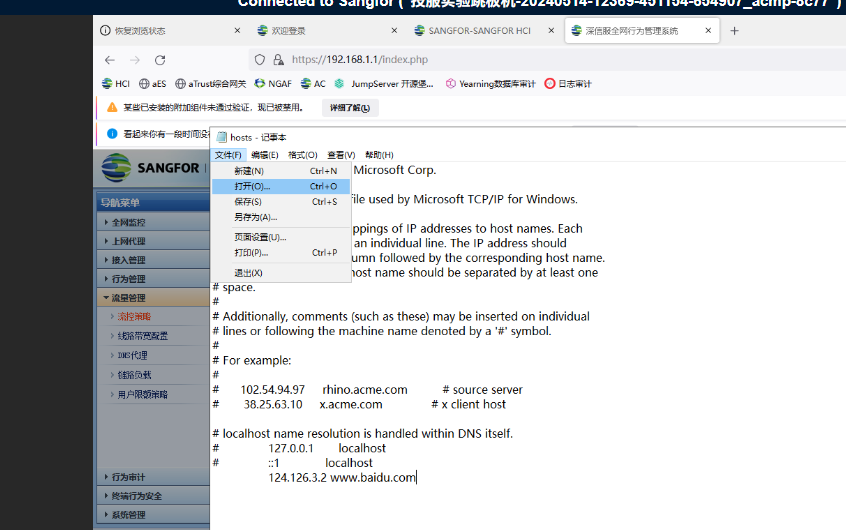 Connected to Sangfor ("技服实验跳板机-20240514-12369-451154-654907_acmp-8c77")
恢复浏览状态
欢迎登录
SANGFOR-SANGFOR HCI
深信服全网行为管理系统
https://192.168.1.1/index.php
HCI aES aTrust综合网关 NGAF AC JumpServer 开源堡... Yearning数据库审计 日志审计
某些已安装的附加组件未通过验证，现已被禁用。 详细了解(L)
看起来你有一段时间没
hosts - 记事本
文件(F) 编辑(E) 格式(O) 查看(V) 帮助(H)
新建(N) Ctrl+N
打开(O)... Ctrl+O
保存(S) Ctrl+S
另存为(A)...
页面设置(U)...
打印(P)... Ctrl+P
退出(X)
Microsoft Corp.
file used by Microsoft TCP/IP for Windows.
ppings of IP addresses to host names. Each
an individual line. The IP address should
umn followed by the corresponding host name.
host name should be separated by at least one
# space.
#
# Additionally, comments (such as these) may be inserted on individual
# lines or following the machine name denoted by a '#' symbol.
#
# For example:
#
# 102.54.94.97 rhino.acme.com # source server
# 38.25.63.10 x.acme.com # x client host
# localhost name resolution is handled within DNS itself.
# 127.0.0.1 localhost
# ::1 localhost
124.126.3.2 www.baidu.com
SANGFOR
导航菜单
全网监控
上网代理
接入管理
行为管理
流量管理
流控策略
线路带宽配置
DNS代理
链路负载
用户限额策略
行为审计
终端行为安全
系统管理